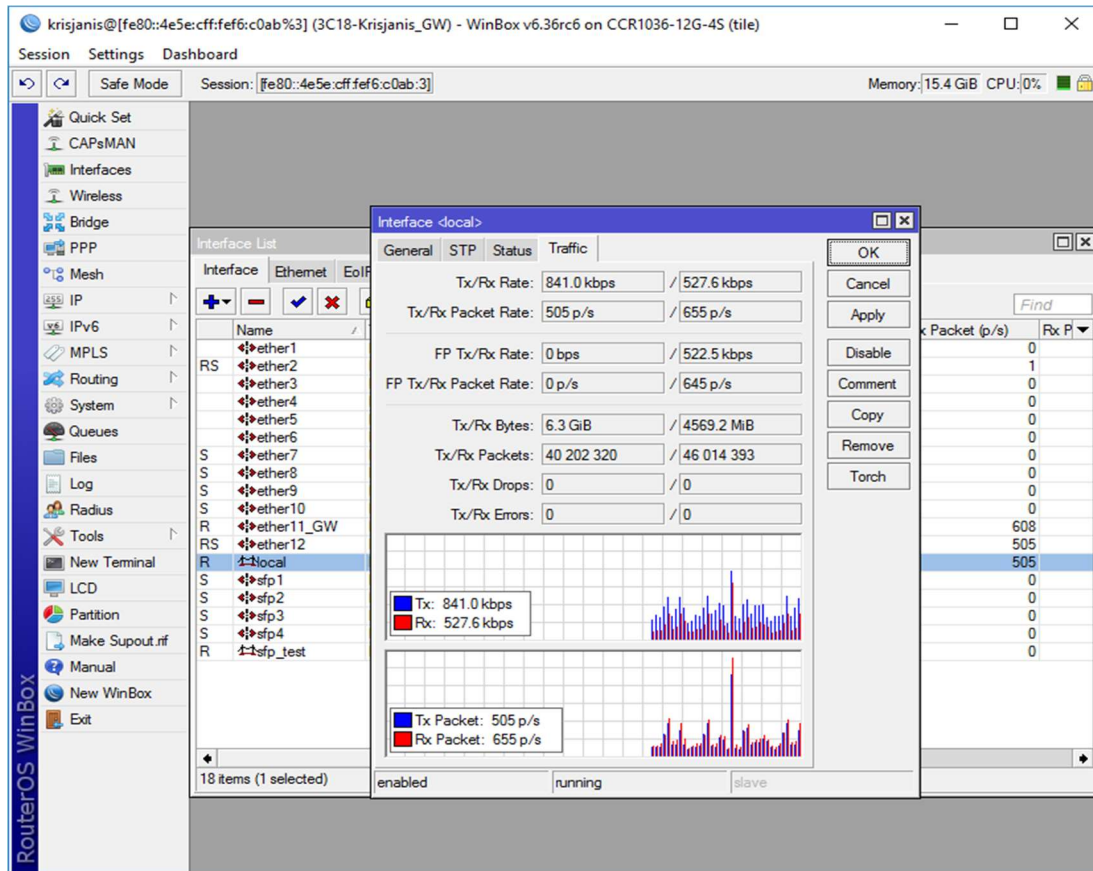 krisjanis@[fe80::4e5e:cff:fef6:c0ab%3] (3C18-Krisjanis_GW) - WinBox v6.36rc6 on CCR1036-12G-4S (tile)
Session Settings Dashboard
Safe Mode Session: [fe80::4e5e:cff:fef6:c0ab:3] Memory: 15.4 GiB CPU: 0%
RouterOS WinBox
Quick Set
CAPsMAN
Interfaces
Wireless
Bridge
PPP
Mesh
IP
IPv6
MPLS
Routing
System
Queues
Files
Log
Radius
Tools
New Terminal
LCD
Partition
Make Supout.rif
Manual
New WinBox
Exit
Interface List
Interface Ethernet EoIP
Find
Name Packet (p/s) Rx P
ether1 0
RS ether2 1
ether3 0
ether4 0
ether5 0
ether6 0
S ether7 0
S ether8 0
S ether9 0
S ether10 0
R ether11_GW 608
RS ether12 505
R local 505
S sfp1 0
S sfp2 0
S sfp3 0
S sfp4 0
R sfp_test 0
18 items (1 selected)
Interface <local>
General STP Status Traffic
Tx/Rx Rate: 841.0 kbps / 527.6 kbps
Tx/Rx Packet Rate: 505 p/s / 655 p/s
FP Tx/Rx Rate: 0 bps / 522.5 kbps
FP Tx/Rx Packet Rate: 0 p/s / 645 p/s
Tx/Rx Bytes: 6.3 GiB / 4569.2 MiB
Tx/Rx Packets: 40 202 320 / 46 014 393
Tx/Rx Drops: 0 / 0
Tx/Rx Errors: 0 / 0
Tx: 841.0 kbps
Rx: 527.6 kbps
Tx Packet: 505 p/s
Rx Packet: 655 p/s
OK
Cancel
Apply
Disable
Comment
Copy
Remove
Torch
enabled running slave